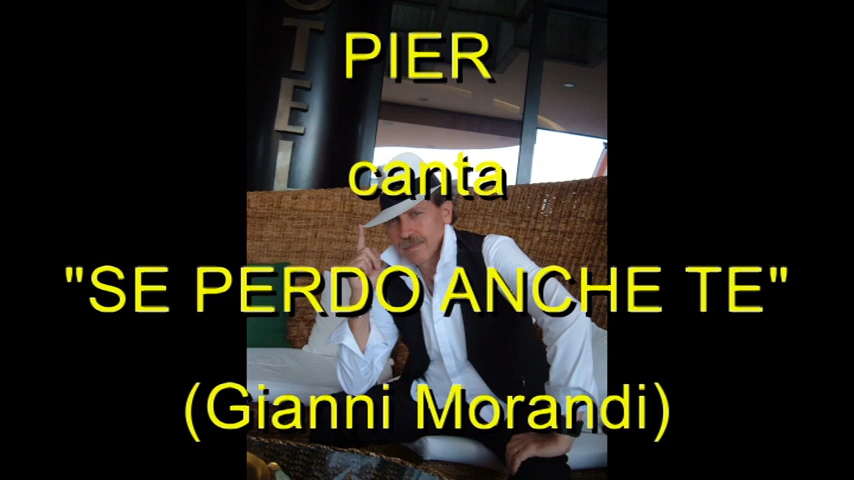 PIER
canta
"SE PERDO ANCHE TE"
(Gianni Morandi)